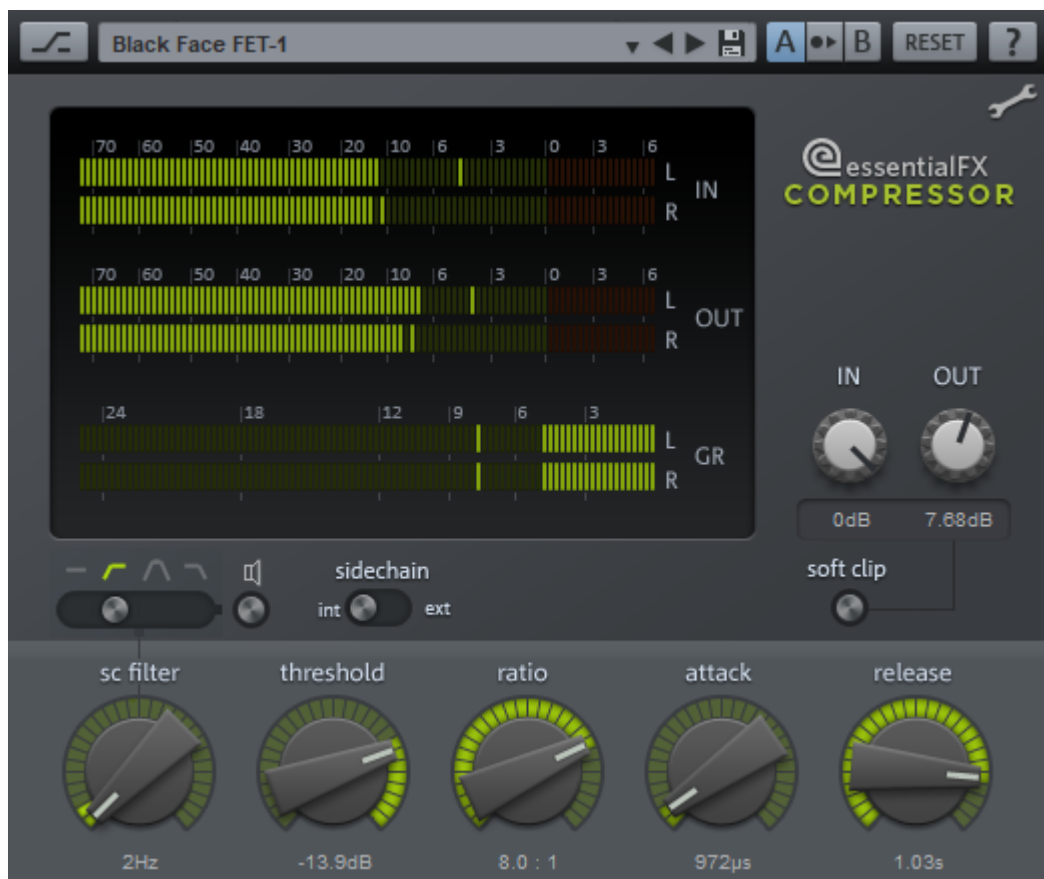 Black Face FET-1 A B RESET ?
70 60 50 40 30 20 10 6 3 0 3 6
L
IN
R
essentialFX
COMPRESSOR
70 60 50 40 30 20 10 6 3 0 3 6
L
OUT
R
24 18 12 9 6 3
L
GR
R
IN OUT
0dB 7.68dB
sidechain
int ext
soft clip
sc filter threshold ratio attack release
2Hz -13.9dB 8.0 : 1 972µs 1.03s